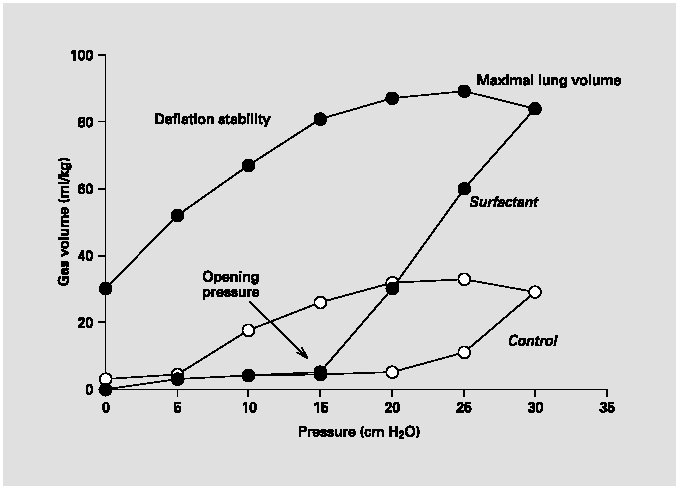 100
80
60
40
20
0
Gas volume (ml/kg)
Deflation stability
Maximal lung volume
Surfactant
Opening
pressure
Control
0 5 10 15 20 25 30 35
Pressure (cm H₂O)